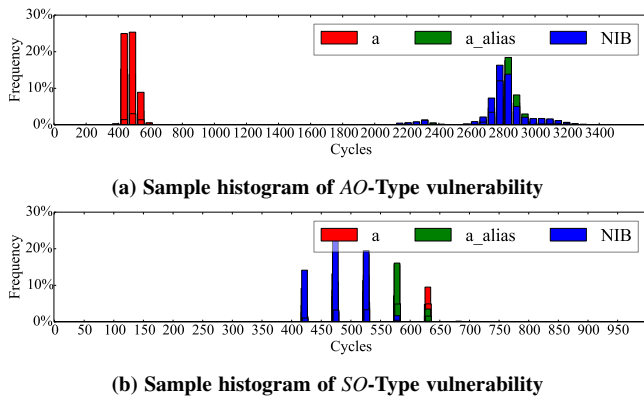 30%
20%
10%
0%
Frequency
a a_alias NIB
0 200 400 600 800 1000 1200 1400 1600 1800 2000 2200 2400 2600 2800 3000 3200 3400
Cycles
(a) Sample histogram of AO-Type vulnerability
30%
20%
10%
0%
Frequency
a a_alias NIB
0 50 100 150 200 250 300 350 400 450 500 550 600 650 700 750 800 850 900 950
Cycles
(b) Sample histogram of SO-Type vulnerability